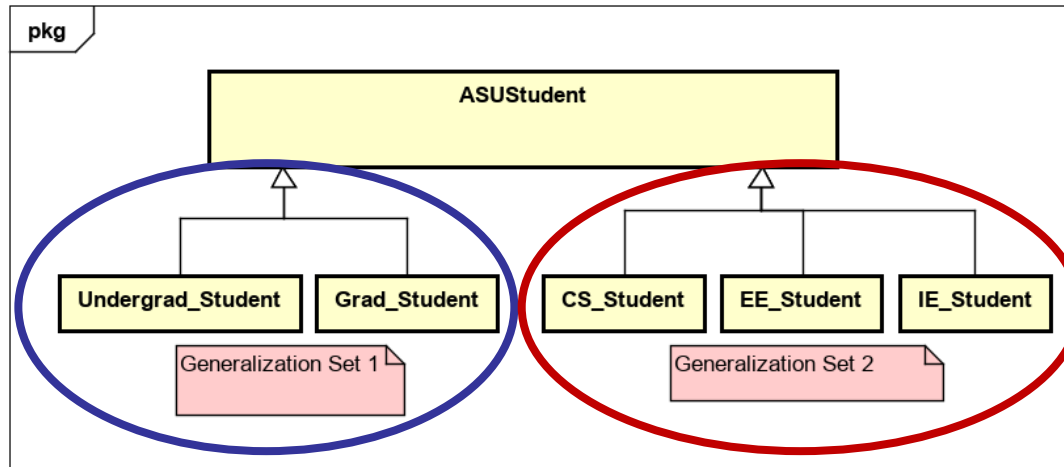 pkg
ASUStudent
Undergrad_Student
Grad_Student
CS_Student
EE_Student
IE_Student
Generalization Set 1
Generalization Set 2